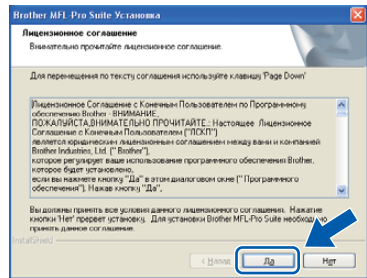 Brother MFL-Pro Suite Установка
Лицензионное соглашение
Внимательно прочитайте лицензионное соглашение.
Для перемещения по тексту соглашения используйте клавишу 'Page Down'
Лицензионное Соглашение с Конечным Пользователем по Программному
обеспечению Brother - ВНИМАНИЕ,
ПОЖАЛУЙСТА,ВНИМАТЕЛЬНО ПРОЧИТАЙТЕ.: Настоящее Лицензионное
Соглашение с Конечным Пользователем ("ЛСКП")
является юридическим лицензионным соглашением между вами и компанией
Brother Industries, Ltd. (" Brother"),
которое регулирует ваше использование программного обеспечения Brother,
которое будет установлено,
если вы нажмете кнопку "Да" в этом диалоговом окне (" Программного
обеспечения"). Нажав кнопку "Да",
Вы должны принять все условия данного лицензионного соглашения. Нажатие
кнопки 'Нет' прервет установку. Для установки Brother MFL-Pro Suite необходимо
принять данное соглашение.
InstallShield
< Назад
Да
Нет